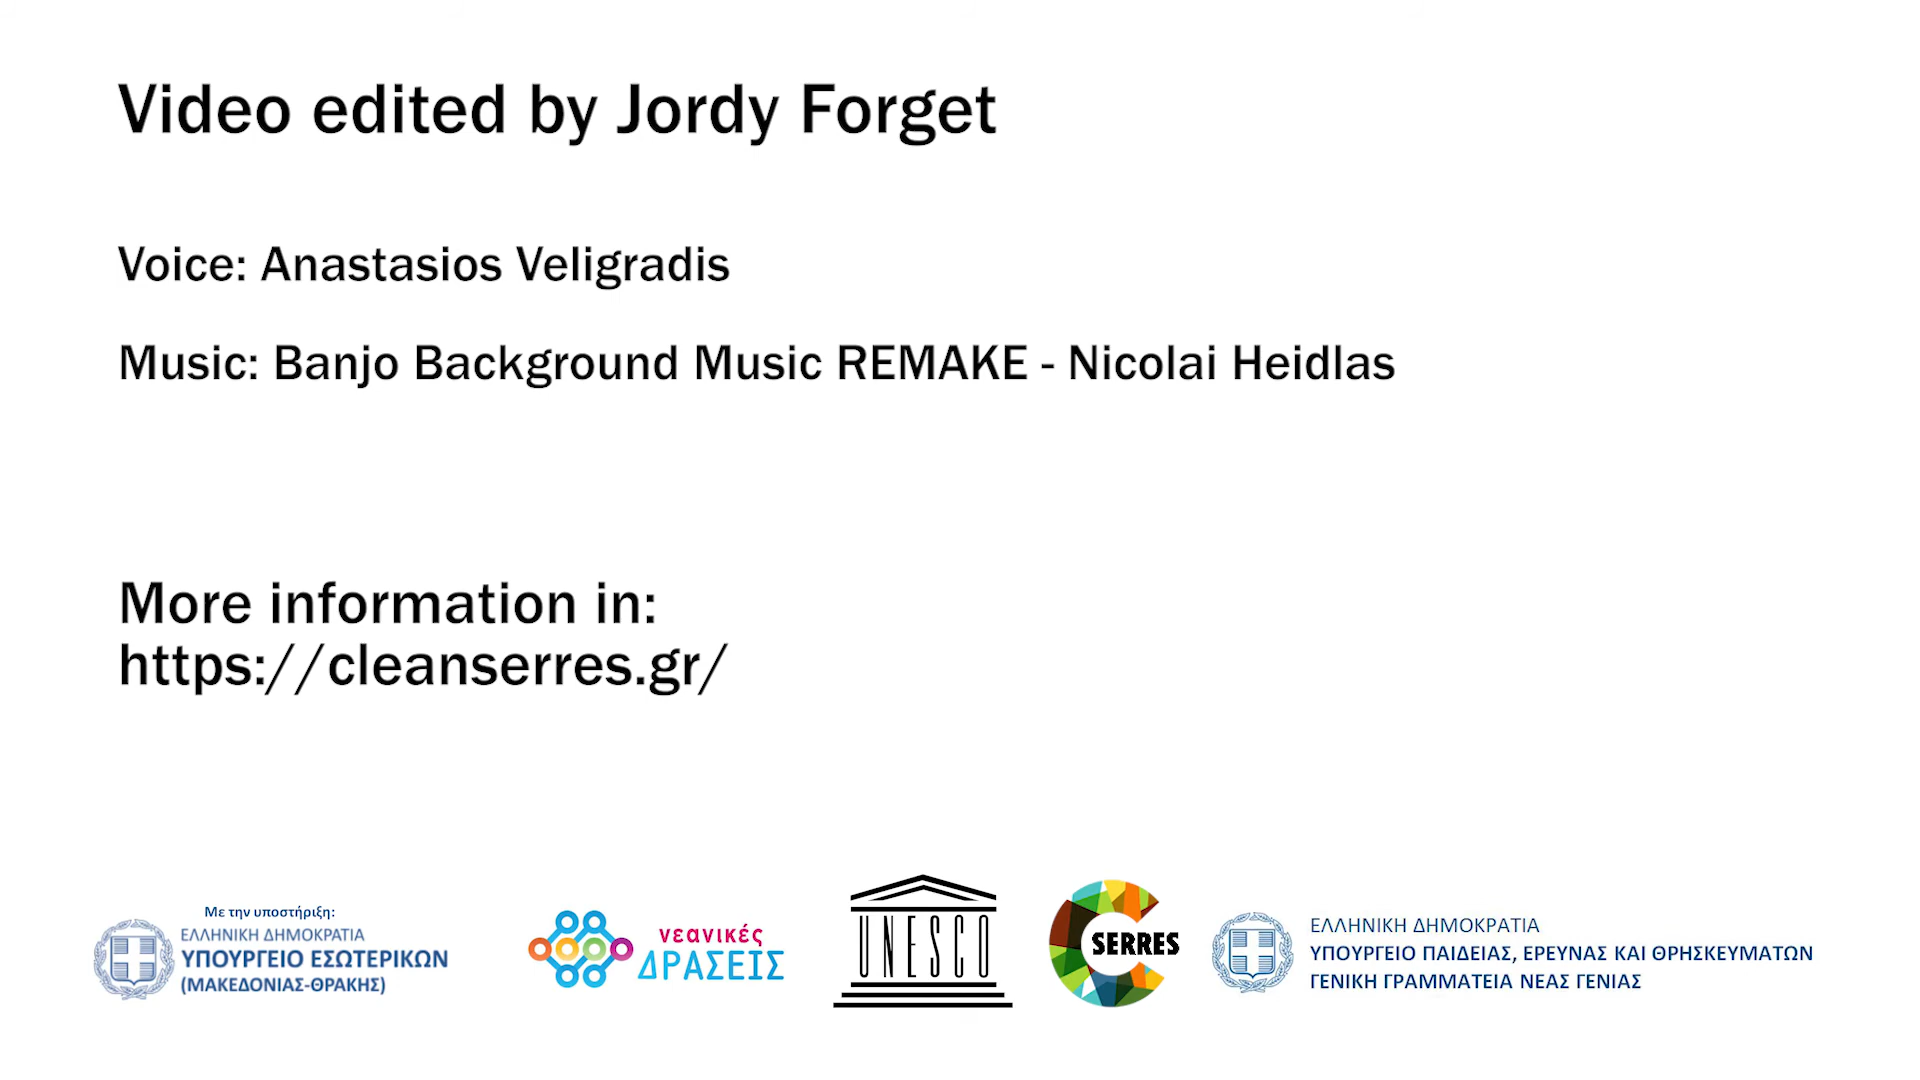 Video edited by Jordy Forget
Voice: Anastasios Veligradis
Music: Banjo Background Music REMAKE - Nicolai Heidlas
More information in:
https://cleanserres.gr/
Με την υποστήριξη:
ΕΛΛΗΝΙΚΗ ΔΗΜΟΚΡΑΤΙΑ
ΥΠΟΥΡΓΕΙΟ ΕΣΩΤΕΡΙΚΩΝ
(ΜΑΚΕΔΟΝΙΑΣ-ΘΡΑΚΗΣ)
νεανικές
ΔΡΑΣΕΙΣ
UNESCO
SERRES
ΕΛΛΗΝΙΚΗ ΔΗΜΟΚΡΑΤΙΑ
ΥΠΟΥΡΓΕΙΟ ΠΑΙΔΕΙΑΣ, ΕΡΕΥΝΑΣ ΚΑΙ ΘΡΗΣΚΕΥΜΑΤΩΝ
ΓΕΝΙΚΗ ΓΡΑΜΜΑΤΕΙΑ ΝΕΑΣ ΓΕΝΙΑΣ